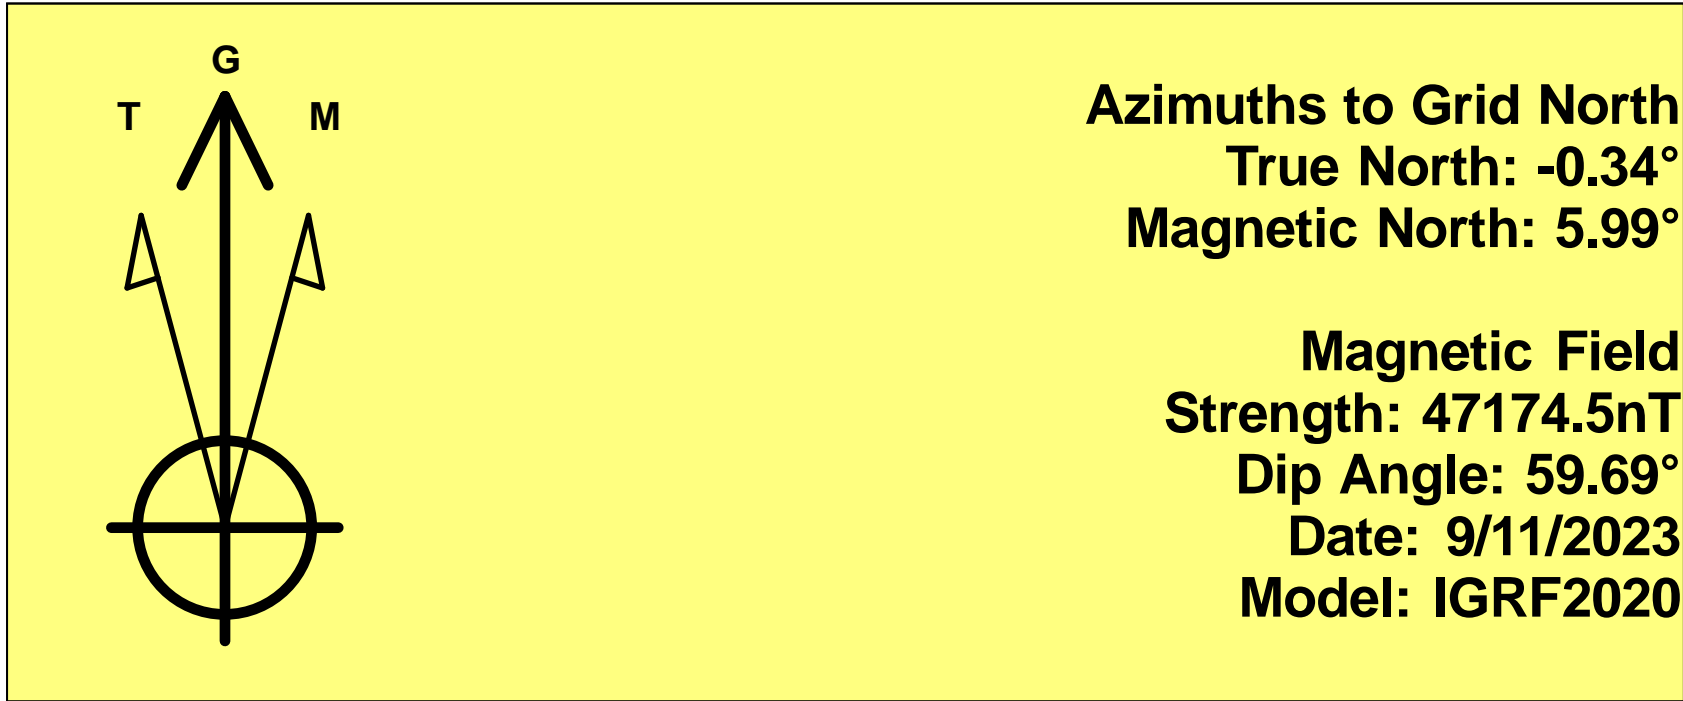 G
T M
Azimuths to Grid North
True North: -0.34°
Magnetic North: 5.99°
Magnetic Field
Strength: 47174.5nT
Dip Angle: 59.69°
Date: 9/11/2023
Model: IGRF2020